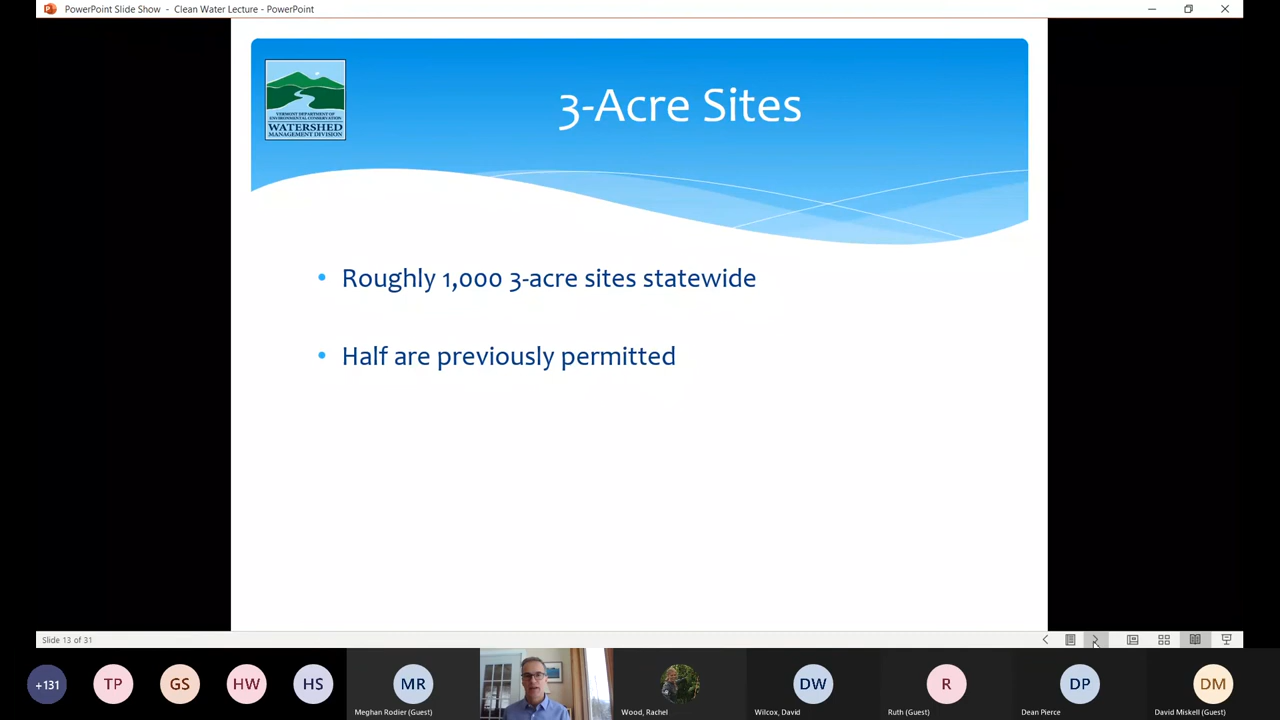 PowerPoint Slide Show - Clean Water Lecture - PowerPoint
VERMONT DEPARTMENT OF
ENVIRONMENTAL CONSERVATION
WATERSHED
MANAGEMENT DIVISION
3-Acre Sites
• Roughly 1,000 3-acre sites statewide
• Half are previously permitted
Slide 13 of 31
+131
TP
GS
HW
HS
MR
DW
R
DP
DM
Meghan Rodier (Guest)
Wood, Rachel
Wilcox, David
Ruth (Guest)
Dean Pierce
David Miskell (Guest)